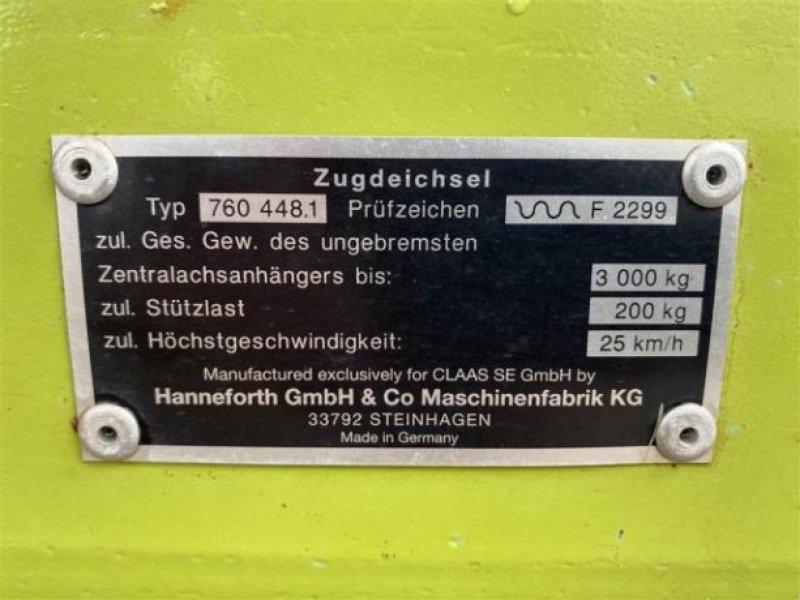 Zugdeichsel
Typ 760 448.1 Prüfzeichen F. 2299
zul. Ges. Gew. des ungebremsten
Zentralachsanhängers bis: 3 000 kg
zul. Stützlast 200 kg
zul. Höchstgeschwindigkeit: 25 km/h
Manufactured exclusively for CLAAS SE GmbH by
Hanneforth GmbH & Co Maschinenfabrik KG
33792 STEINHAGEN
Made in Germany